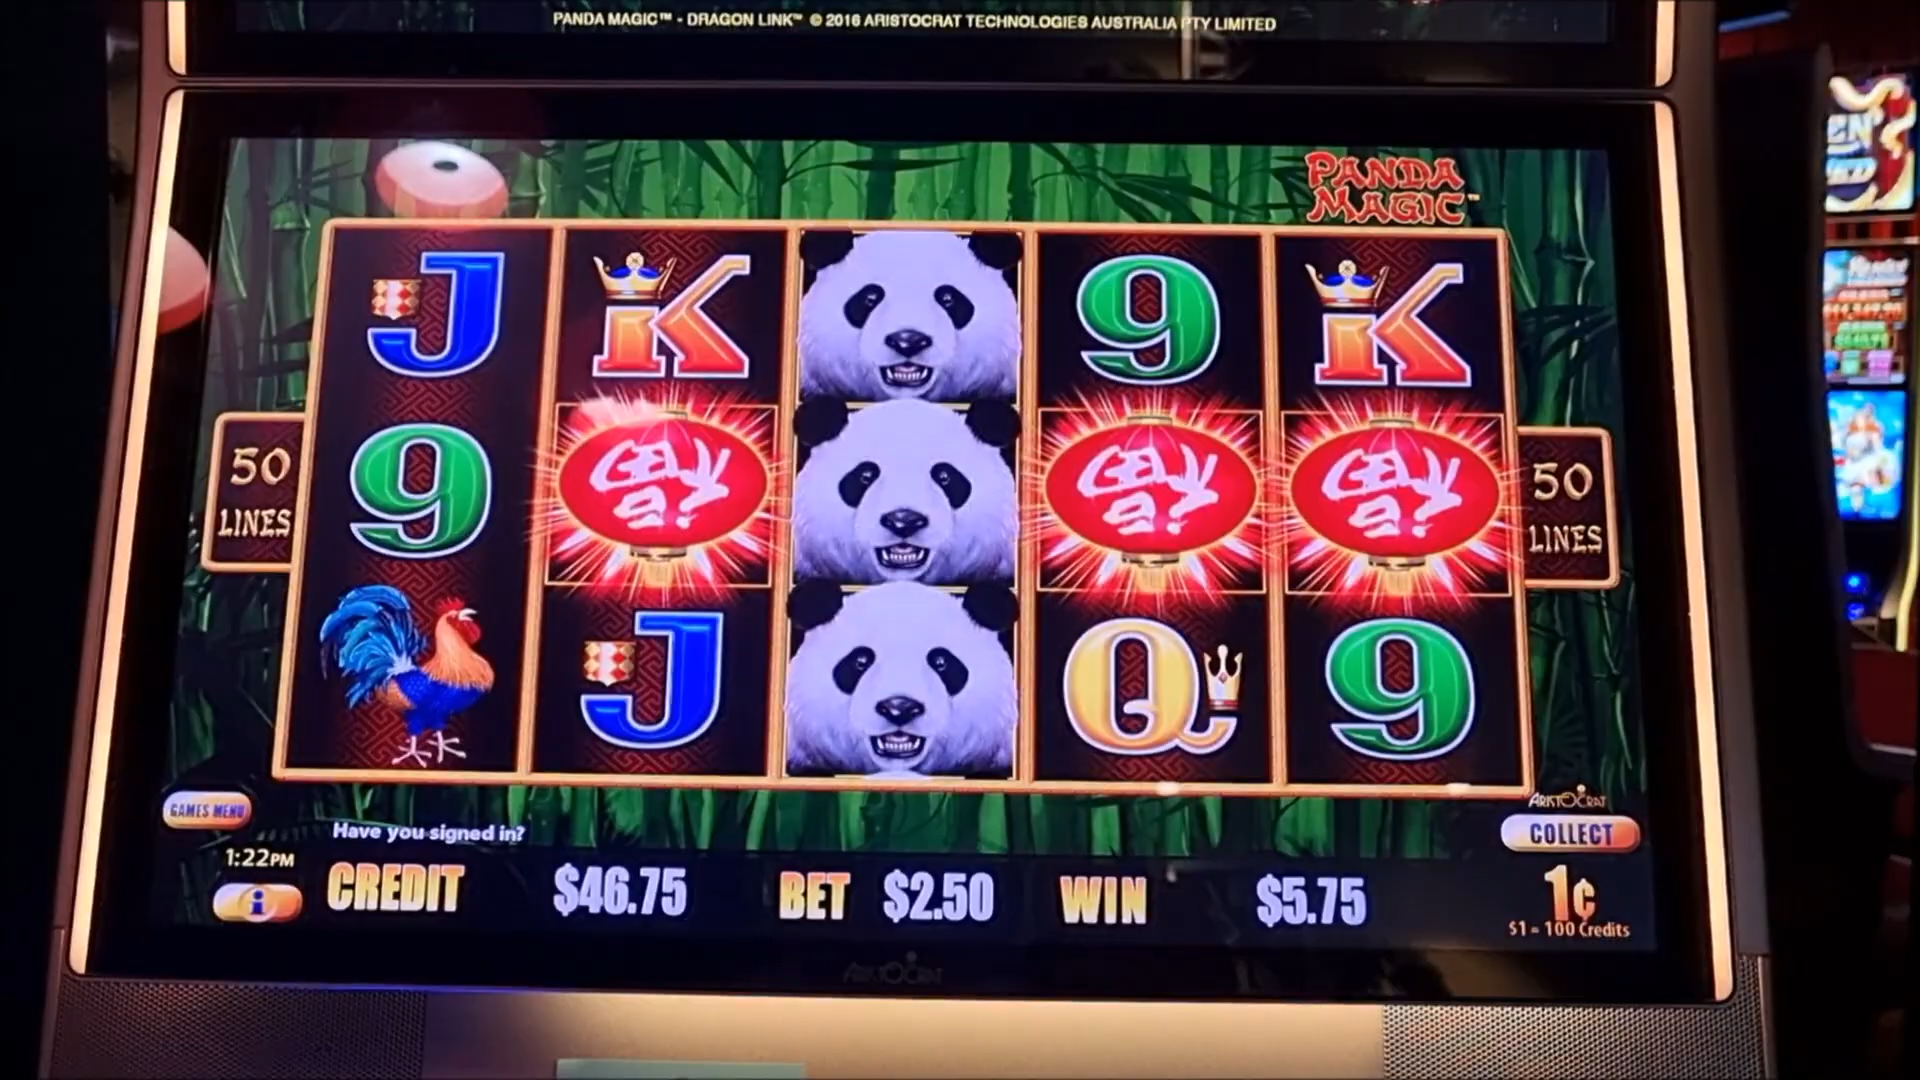 PANDA MAGIC™ - DRAGON LINK™ © 2016 ARISTOCRAT TECHNOLOGIES AUSTRALIA PTY LIMITED
PANDA
MAGIC™
J K 9 K
50
LINES
9
50
LINES
J Q 9
GAMES MENU
Have you signed in?
ARISTOCRAT
COLLECT
1:22PM
i
CREDIT $46.75 BET $2.50 WIN $5.75
1¢
$1 = 100 Credits
ARISTOCRAT